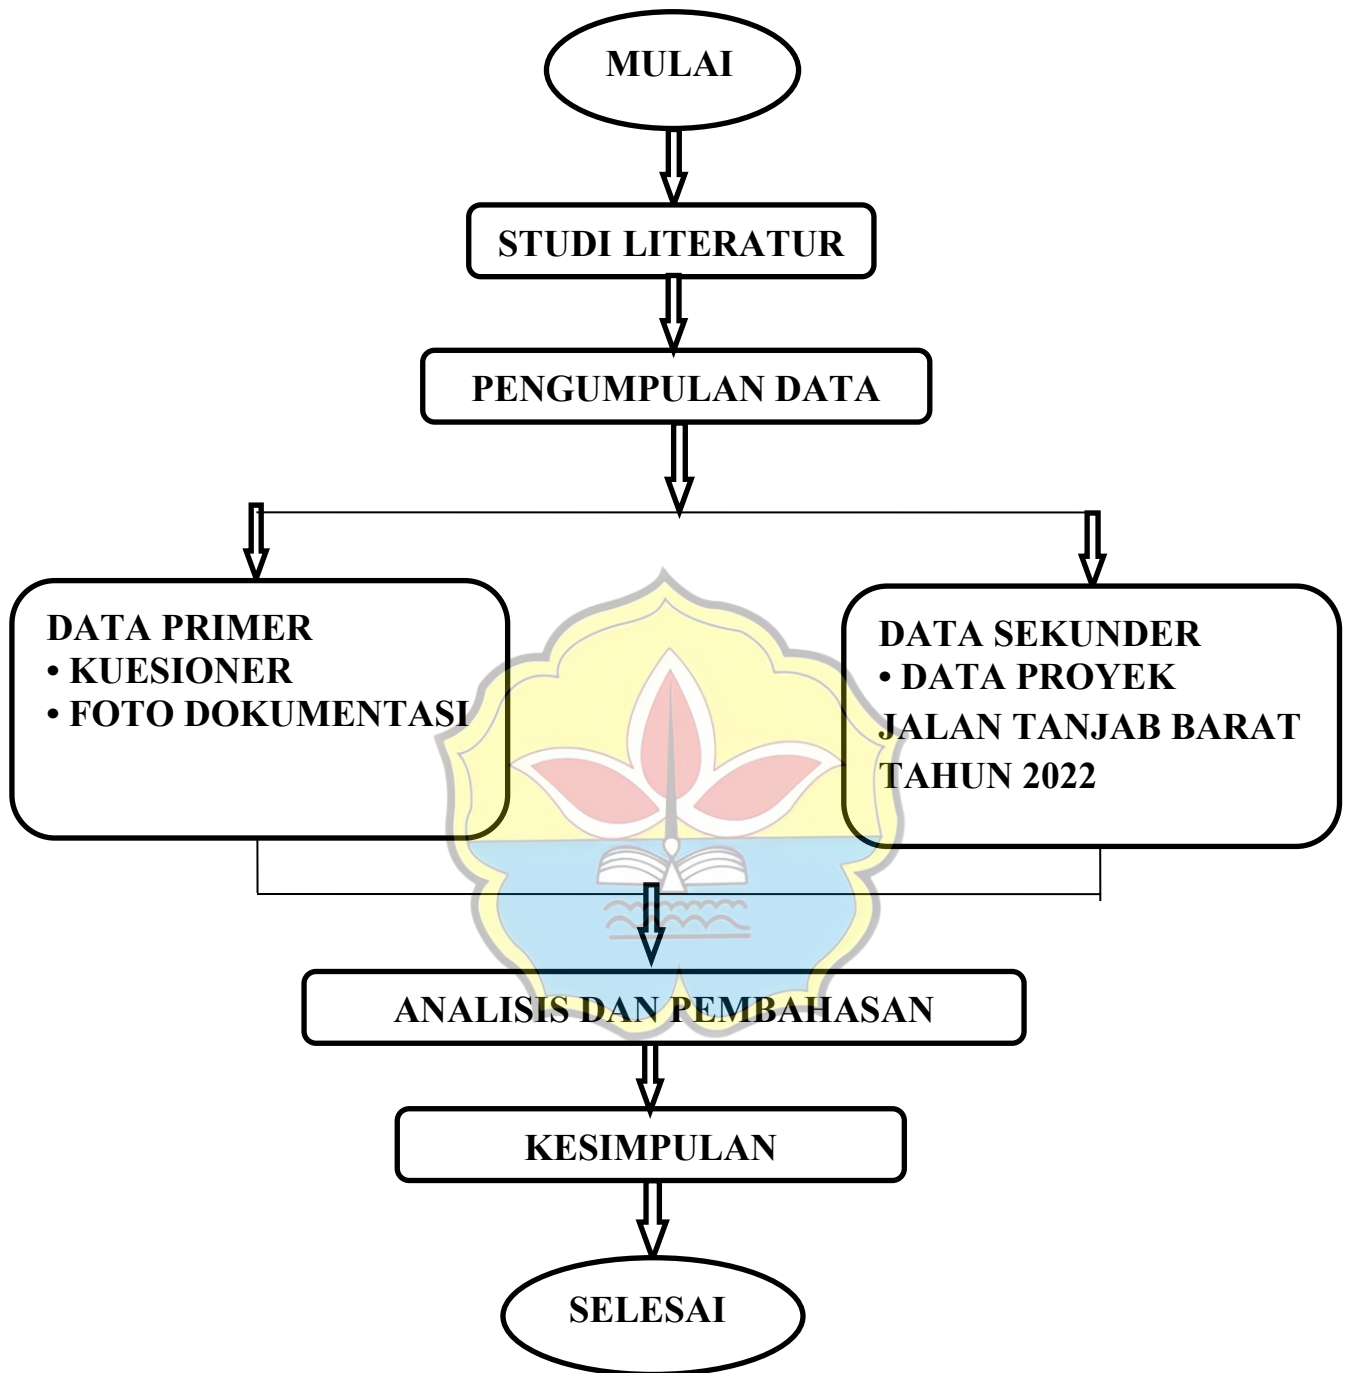 MULAI
STUDI LITERATUR
PENGUMPULAN DATA
DATA PRIMER
• KUESIONER
• FOTO DOKUMENTASI
DATA SEKUNDER
• DATA PROYEK
JALAN TANJAB BARAT
TAHUN 2022
ANALISIS DAN PEMBAHASAN
KESIMPULAN
SELESAI